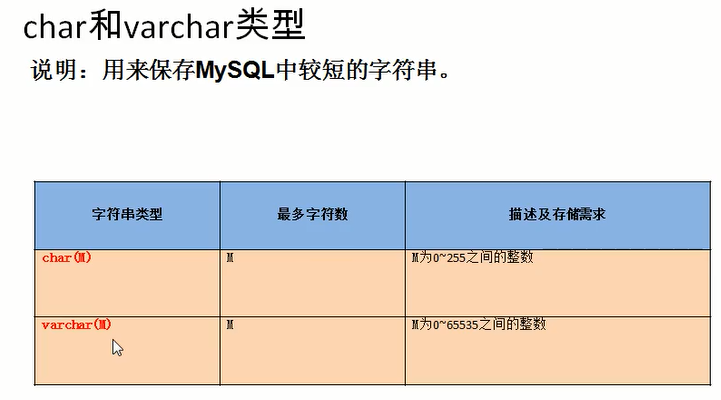 char和varchar类型
说明：用来保存MySQL中较短的字符串。
字符串类型 最多字符数 描述及存储需求
char(M) M M为0~255之间的整数
varchar(M) M M为0~65535之间的整数